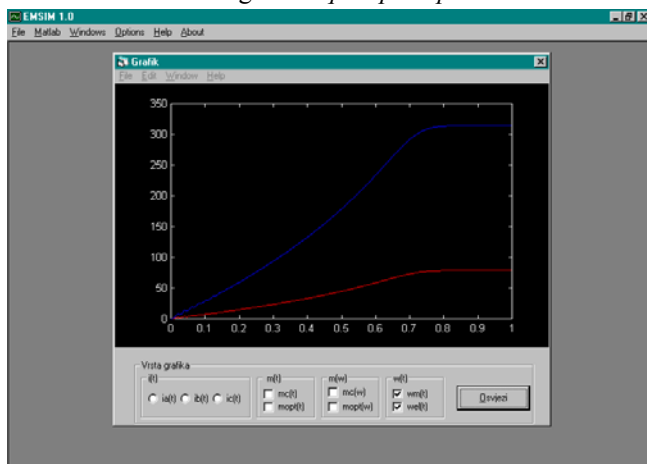 EMSIM 1.0
File Matlab Windows Options Help About
Grafik
File Edit Window Help
350
300
250
200
150
100
50
0
0 0.1 0.2 0.3 0.4 0.5 0.6 0.7 0.8 0.9 1
Vrsta grafika
i(t) m(t) m(w) w(t)
ia(t) ib(t) ic(t) mc(t) mc(w) wm(t) Osvjezi
mopt(t) mopt(w) wel(t)